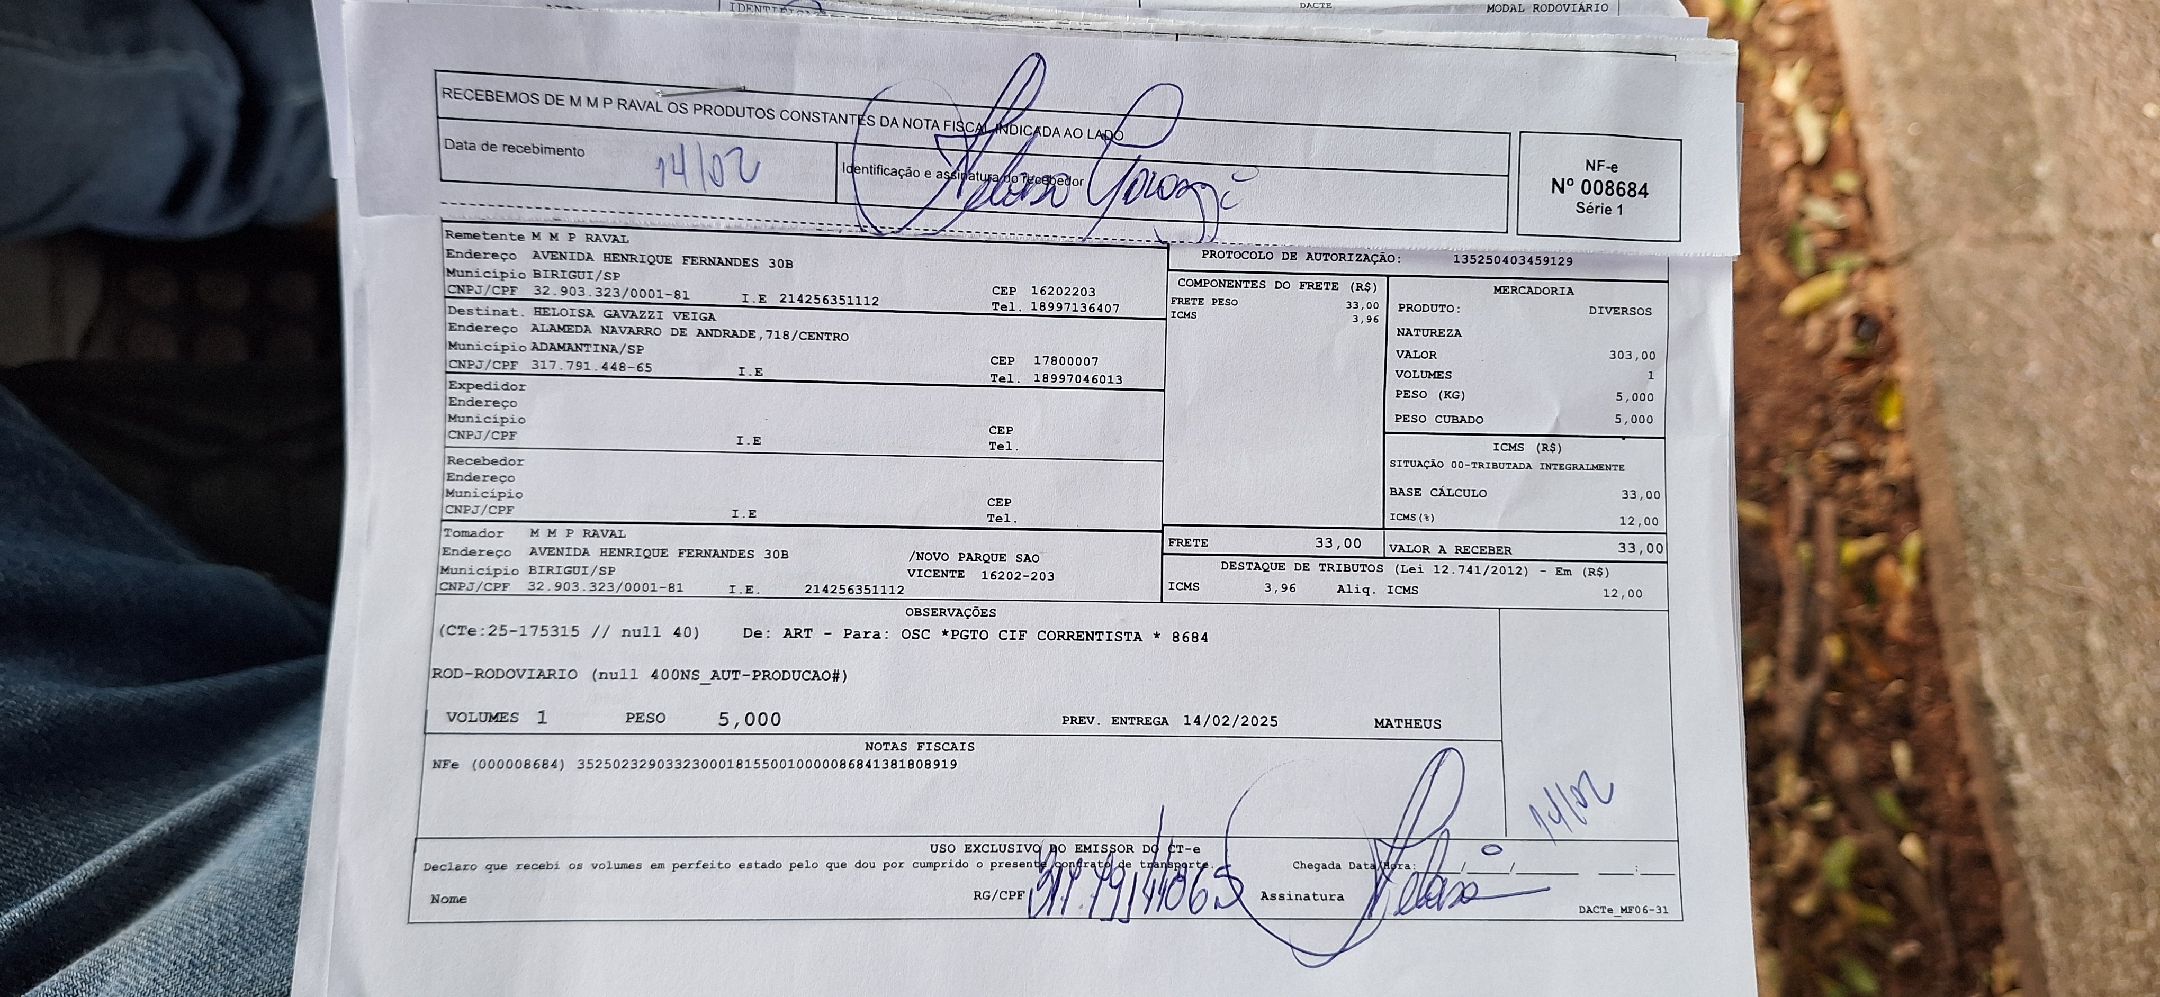 DACTE
MODAL RODOVIÁRIO
RECEBEMOS DE M M P RAVAL OS PRODUTOS CONSTANTES DA NOTA FISCAL INDICADA AO LADO
Data de recebimento 14/02
Identificação e assinatura do recebedor
NF-e
Nº 008684
Série 1
Remetente M M P RAVAL
Endereço AVENIDA HENRIQUE FERNANDES 30B
Município BIRIGUI/SP
CEP 16202203
CNPJ/CPF 32.903.323/0001-81 I.E 214256351112
Tel. 18997136407
Destinat. HELOISA GAVAZZI VEIGA
Endereço ALAMEDA NAVARRO DE ANDRADE,718/CENTRO
Município ADAMANTINA/SP
CEP 17800007
CNPJ/CPF 317.791.448-65 I.E
Tel. 18997046013
Expedidor
Endereço
Município
CEP
CNPJ/CPF I.E
Tel.
Recebedor
Endereço
Município
CEP
CNPJ/CPF I.E
Tel.
Tomador M M P RAVAL
Endereço AVENIDA HENRIQUE FERNANDES 30B /NOVO PARQUE SAO
Município BIRIGUI/SP VICENTE 16202-203
CNPJ/CPF 32.903.323/0001-81 I.E. 214256351112
PROTOCOLO DE AUTORIZAÇÃO: 135250403459129
COMPONENTES DO FRETE (R$)
FRETE PESO 33,00
ICMS 3,96
MERCADORIA
PRODUTO: DIVERSOS
NATUREZA
VALOR 303,00
VOLUMES 1
PESO (KG) 5,000
PESO CUBADO 5,000
ICMS (R$)
SITUAÇÃO 00-TRIBUTADA INTEGRALMENTE
BASE CÁLCULO 33,00
ICMS(%) 12,00
FRETE 33,00
VALOR A RECEBER 33,00
DESTAQUE DE TRIBUTOS (Lei 12.741/2012) - Em (R$)
ICMS 3,96 Aliq. ICMS 12,00
OBSERVAÇÕES
(CTe:25-175315 // null 40) De: ART - Para: OSC *PGTO CIF CORRENTISTA * 8684
ROD-RODOVIARIO (null 400NS_AUT-PRODUCAO#)
VOLUMES 1 PESO 5,000 PREV. ENTREGA 14/02/2025 MATHEUS
NOTAS FISCAIS
NFe (000008684) 35250232903323000181550010000086841381808919
14/02
USO EXCLUSIVO DO EMISSOR DO CT-e
Declaro que recebi os volumes em perfeito estado pelo que dou por cumprido o presente contrato de transporte.
Chegada Data/Hora: / / :
Nome
RG/CPF
Assinatura
DACTe_MF06-31